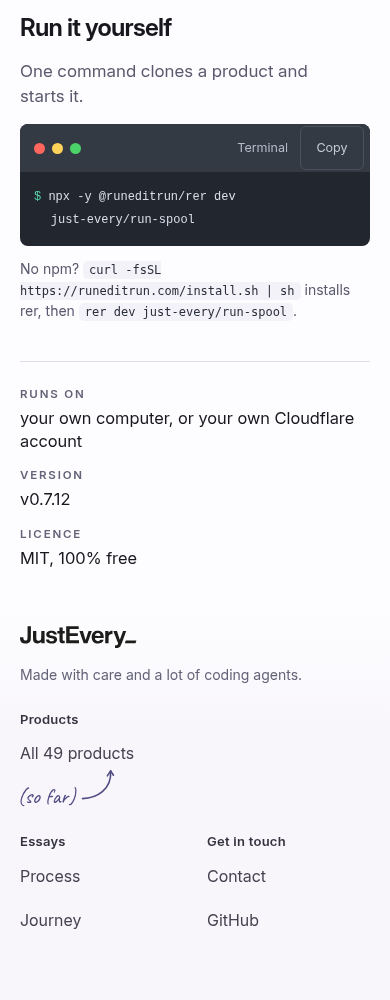 Run it yourself
One command clones a product and
starts it.
Terminal
Copy
$ npx -y @runeditrun/rer dev
just-every/run-spool
No npm? curl -fsSL
https://runeditrun.com/install.sh | sh installs
rer, then rer dev just-every/run-spool.
RUNS ON
your own computer, or your own Cloudflare
account
VERSION
v0.7.12
LICENCE
MIT, 100% free
JustEvery_
Made with care and a lot of coding agents.
Products
All 49 products
(so far)
Essays
Process
Journey
Get in touch
Contact
GitHub